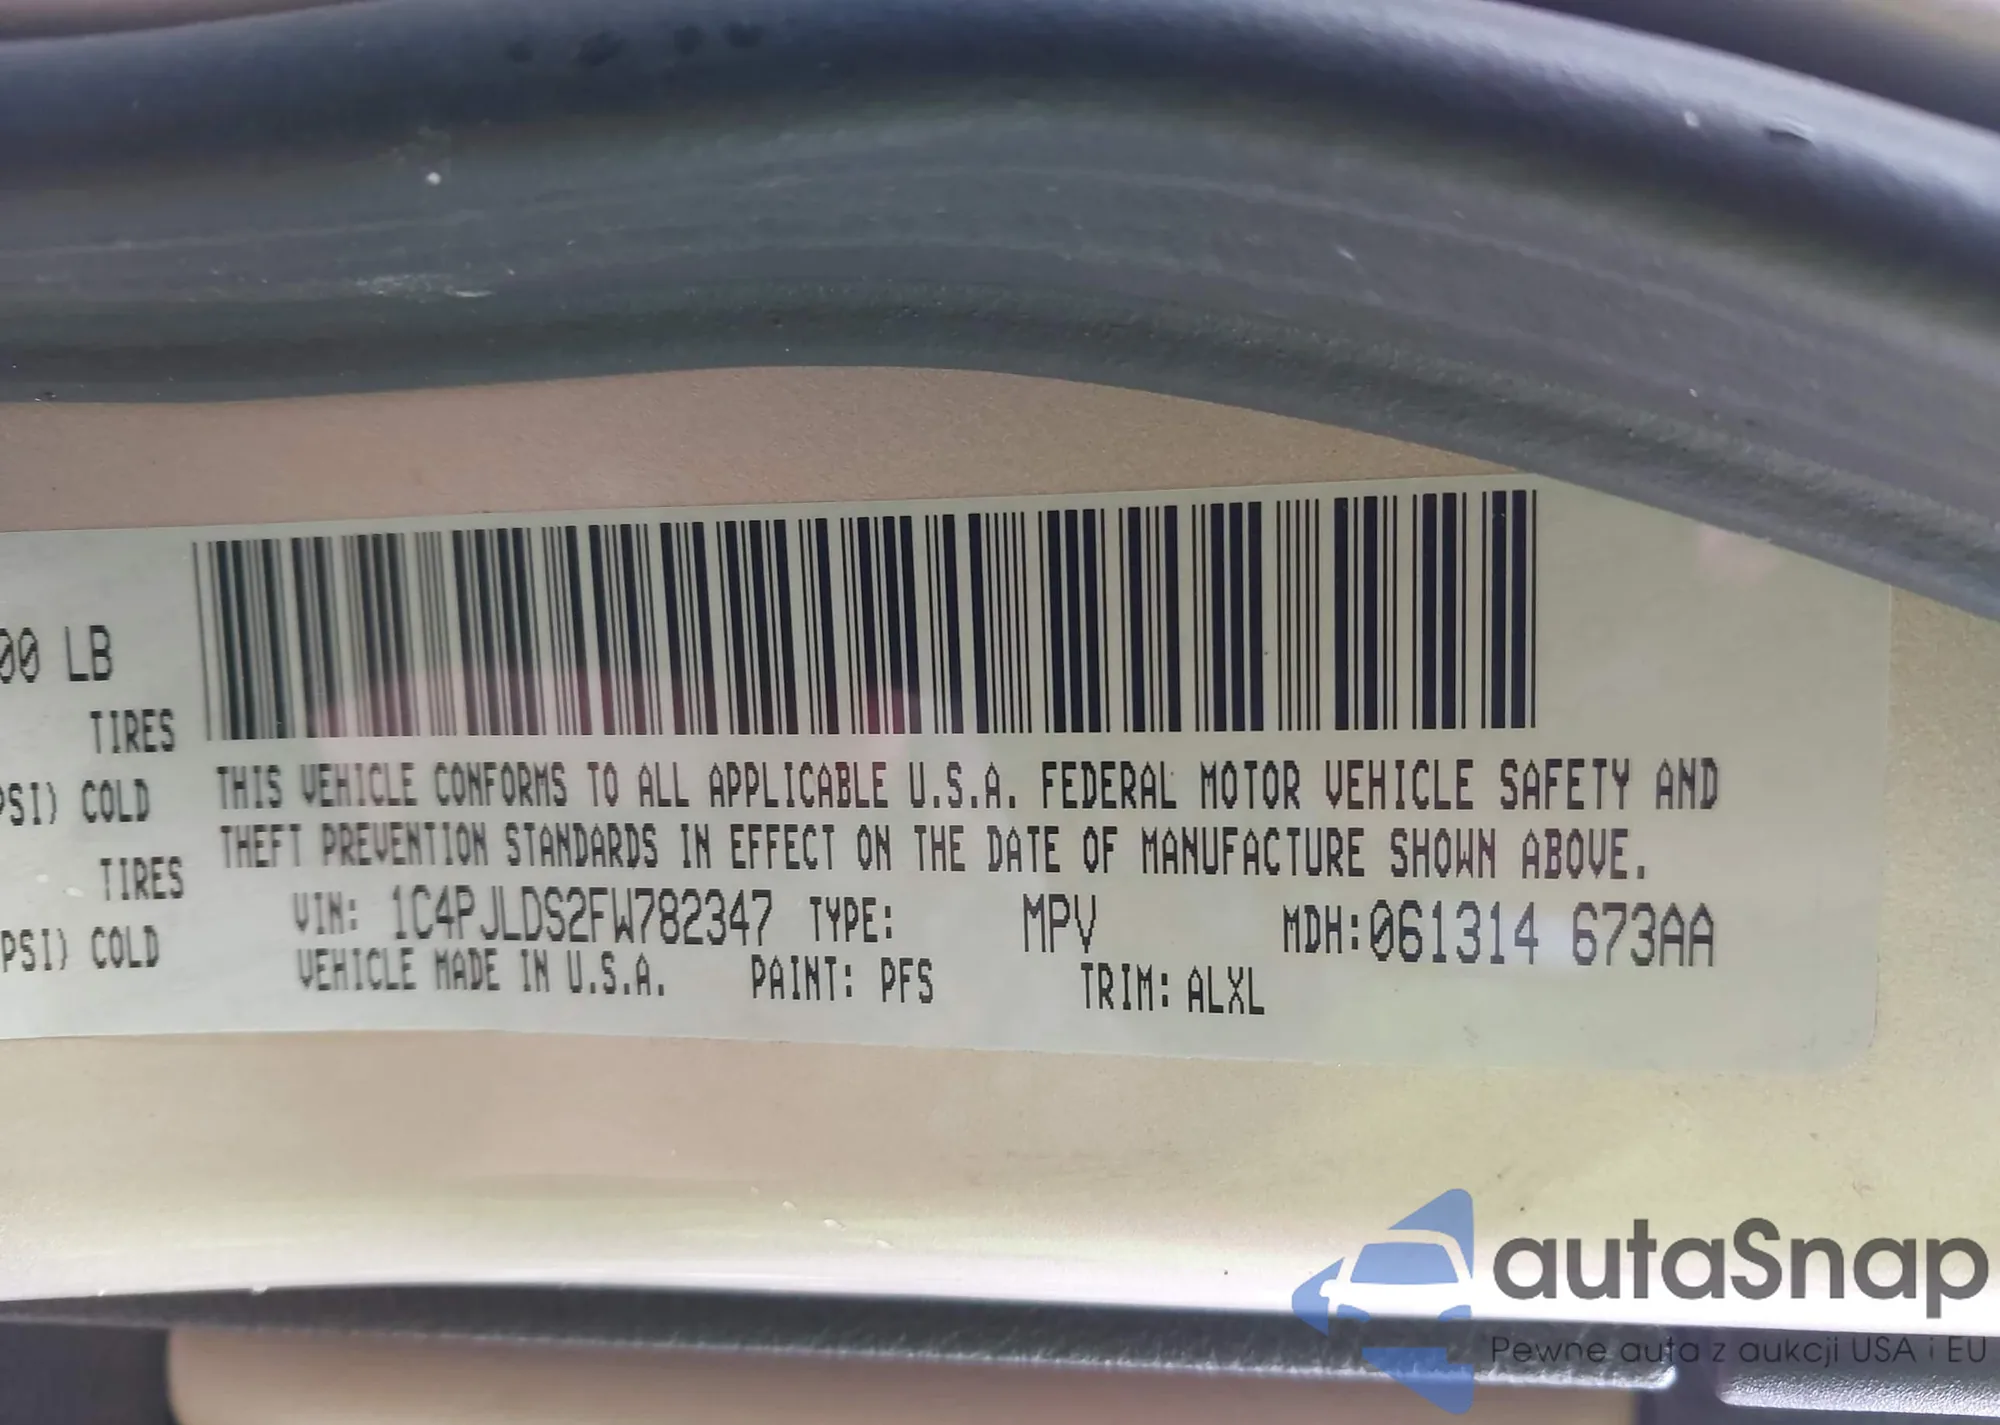 00 LB
TIRES
PSI) COLD
TIRES
PSI) COLD
THIS VEHICLE CONFORMS TO ALL APPLICABLE U.S.A. FEDERAL MOTOR VEHICLE SAFETY AND
THEFT PREVENTION STANDARDS IN EFFECT ON THE DATE OF MANUFACTURE SHOWN ABOVE.
VIN: 1C4PJLDS2FW782347 TYPE: MPV MDH:061314 673AA
VEHICLE MADE IN U.S.A. PAINT: PFS TRIM: ALXL
autaSnap
Pewne auta z aukcji USA i EU